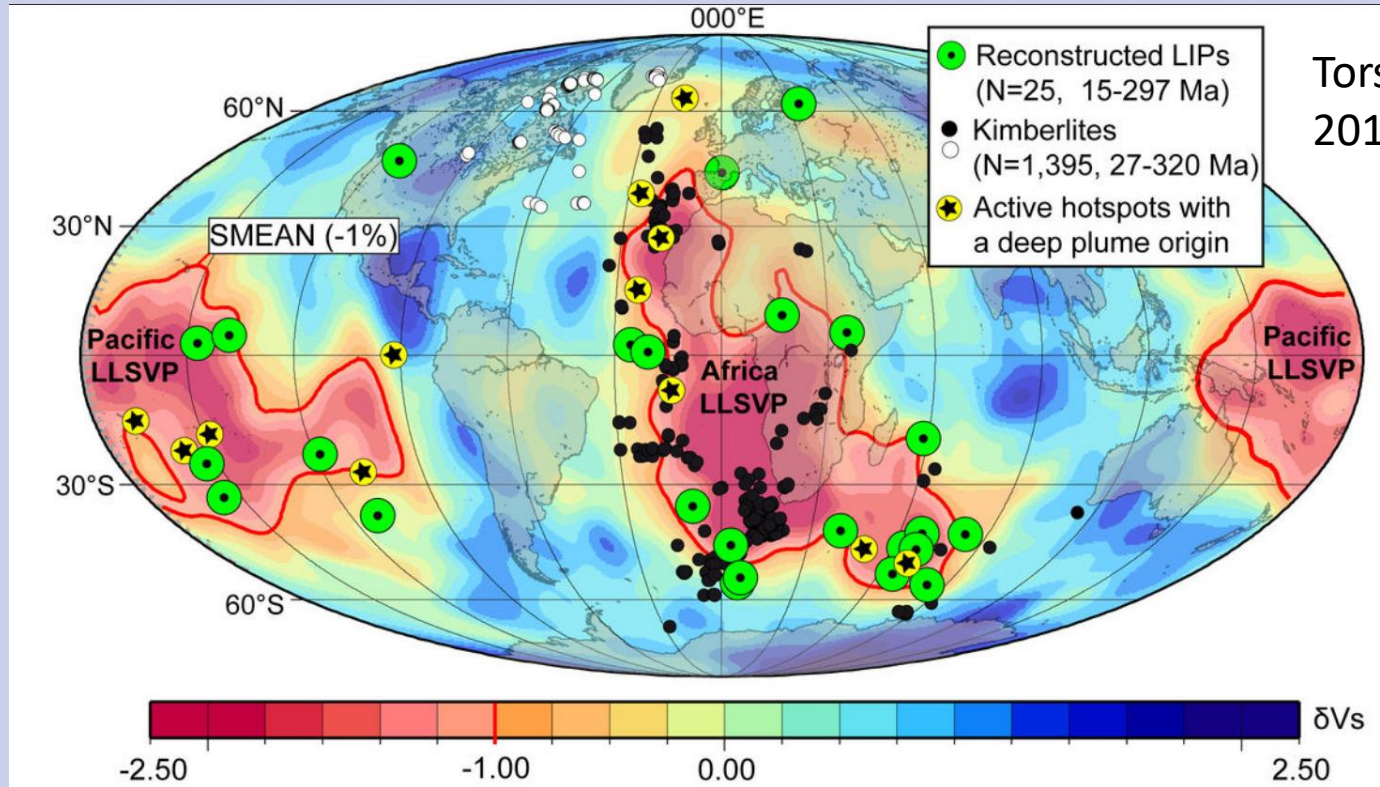 000°E
Reconstructed LIPs
(N=25, 15-297 Ma)
Kimberlites
(N=1,395, 27-320 Ma)
Active hotspots with
a deep plume origin
60°N
30°N
SMEAN (-1%)
Pacific
LLSVP
Africa
LLSVP
Pacific
LLSVP
30°S
60°S
δVs
-2.50
-1.00
0.00
2.50